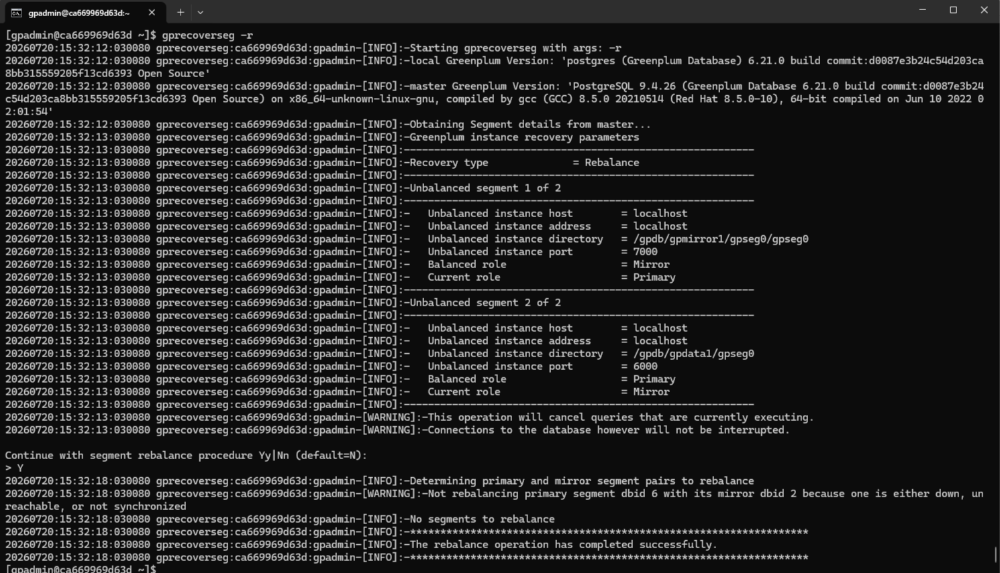 gpadmin@ca669969d63d:~
[gpadmin@ca669969d63d ~]$ gprecoverseg -r
20260720:15:32:12:030080 gprecoverseg:ca669969d63d:gpadmin-[INFO]:-Starting gprecoverseg with args: -r
20260720:15:32:12:030080 gprecoverseg:ca669969d63d:gpadmin-[INFO]:-local Greenplum Version: 'postgres (Greenplum Database) 6.21.0 build commit:d0087e3b24c54d203ca
8bb315559205f13cd6393 Open Source'
20260720:15:32:12:030080 gprecoverseg:ca669969d63d:gpadmin-[INFO]:-master Greenplum Version: 'PostgreSQL 9.4.26 (Greenplum Database 6.21.0 build commit:d0087e3b24
c54d203ca8bb315559205f13cd6393 Open Source) on x86_64-unknown-linux-gnu, compiled by gcc (GCC) 8.5.0 20210514 (Red Hat 8.5.0-10), 64-bit compiled on Jun 10 2022 0
2:01:54'
20260720:15:32:12:030080 gprecoverseg:ca669969d63d:gpadmin-[INFO]:-Obtaining Segment details from master...
20260720:15:32:12:030080 gprecoverseg:ca669969d63d:gpadmin-[INFO]:-Greenplum instance recovery parameters
20260720:15:32:12:030080 gprecoverseg:ca669969d63d:gpadmin-[INFO]:----------------------------------------------------------
20260720:15:32:12:030080 gprecoverseg:ca669969d63d:gpadmin-[INFO]:-Recovery type              = Rebalance
20260720:15:32:12:030080 gprecoverseg:ca669969d63d:gpadmin-[INFO]:----------------------------------------------------------
20260720:15:32:13:030080 gprecoverseg:ca669969d63d:gpadmin-[INFO]:-Unbalanced segment 1 of 2
20260720:15:32:13:030080 gprecoverseg:ca669969d63d:gpadmin-[INFO]:----------------------------------------------------------
20260720:15:32:13:030080 gprecoverseg:ca669969d63d:gpadmin-[INFO]:-   Unbalanced instance host        = localhost
20260720:15:32:13:030080 gprecoverseg:ca669969d63d:gpadmin-[INFO]:-   Unbalanced instance address     = localhost
20260720:15:32:13:030080 gprecoverseg:ca669969d63d:gpadmin-[INFO]:-   Unbalanced instance directory   = /gpdb/gpmirror1/gpseg0/gpseg0
20260720:15:32:13:030080 gprecoverseg:ca669969d63d:gpadmin-[INFO]:-   Unbalanced instance port        = 7000
20260720:15:32:13:030080 gprecoverseg:ca669969d63d:gpadmin-[INFO]:-   Balanced role                   = Mirror
20260720:15:32:13:030080 gprecoverseg:ca669969d63d:gpadmin-[INFO]:-   Current role                    = Primary
20260720:15:32:13:030080 gprecoverseg:ca669969d63d:gpadmin-[INFO]:----------------------------------------------------------
20260720:15:32:13:030080 gprecoverseg:ca669969d63d:gpadmin-[INFO]:-Unbalanced segment 2 of 2
20260720:15:32:13:030080 gprecoverseg:ca669969d63d:gpadmin-[INFO]:----------------------------------------------------------
20260720:15:32:13:030080 gprecoverseg:ca669969d63d:gpadmin-[INFO]:-   Unbalanced instance host        = localhost
20260720:15:32:13:030080 gprecoverseg:ca669969d63d:gpadmin-[INFO]:-   Unbalanced instance address     = localhost
20260720:15:32:13:030080 gprecoverseg:ca669969d63d:gpadmin-[INFO]:-   Unbalanced instance directory   = /gpdb/gpdata1/gpseg0
20260720:15:32:13:030080 gprecoverseg:ca669969d63d:gpadmin-[INFO]:-   Unbalanced instance port        = 6000
20260720:15:32:13:030080 gprecoverseg:ca669969d63d:gpadmin-[INFO]:-   Balanced role                   = Primary
20260720:15:32:13:030080 gprecoverseg:ca669969d63d:gpadmin-[INFO]:-   Current role                    = Mirror
20260720:15:32:13:030080 gprecoverseg:ca669969d63d:gpadmin-[INFO]:----------------------------------------------------------
20260720:15:32:13:030080 gprecoverseg:ca669969d63d:gpadmin-[WARNING]:-This operation will cancel queries that are currently executing.
20260720:15:32:13:030080 gprecoverseg:ca669969d63d:gpadmin-[WARNING]:-Connections to the database however will not be interrupted.
Continue with segment rebalance procedure Yy|Nn (default=N):
> Y
20260720:15:32:18:030080 gprecoverseg:ca669969d63d:gpadmin-[INFO]:-Determining primary and mirror segment pairs to rebalance
20260720:15:32:18:030080 gprecoverseg:ca669969d63d:gpadmin-[WARNING]:-Not rebalancing primary segment dbid 6 with its mirror dbid 2 because one is either down, un
reachable, or not synchronized
20260720:15:32:18:030080 gprecoverseg:ca669969d63d:gpadmin-[INFO]:-No segments to rebalance
20260720:15:32:18:030080 gprecoverseg:ca669969d63d:gpadmin-[INFO]:-******************************************************************
20260720:15:32:18:030080 gprecoverseg:ca669969d63d:gpadmin-[INFO]:-The rebalance operation has completed successfully.
20260720:15:32:18:030080 gprecoverseg:ca669969d63d:gpadmin-[INFO]:-******************************************************************
[gpadmin@ca669969d63d ~]$